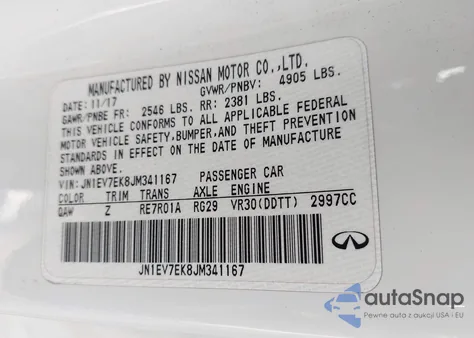 MANUFACTURED BY NISSAN MOTOR CO.,LTD.
DATE: 11/17 GVWR/PNBV: 4905 LBS.
GAWR/PNBE FR: 2546 LBS. RR: 2381 LBS.
THIS VEHICLE CONFORMS TO ALL APPLICABLE FEDERAL
MOTOR VEHICLE SAFETY,BUMPER,AND THEFT PREVENTION
STANDARDS IN EFFECT ON THE DATE OF MANUFACTURE
SHOWN ABOVE.
VIN: JN1EV7EK8JM341167 PASSENGER CAR
COLOR TRIM TRANS AXLE ENGINE
QAW Z RE7R01A RG29 VR30(DDTT) 2997CC
JN1EV7EK8JM341167
INFINITI
autoSnap
Pewne auta z dostawą USA i EU